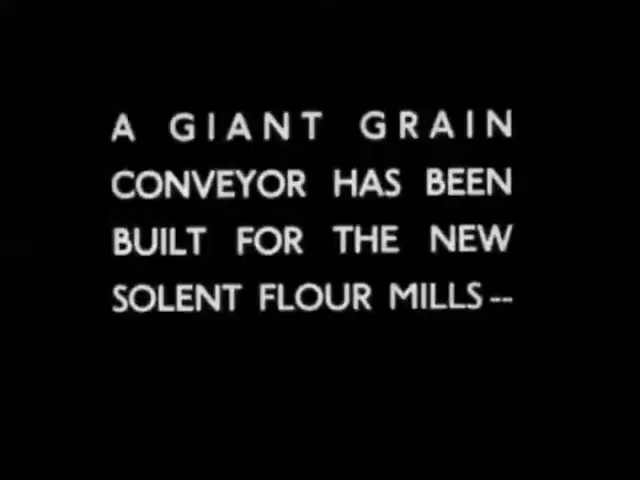 A GIANT GRAIN
CONVEYOR HAS BEEN
BUILT FOR THE NEW
SOLENT FLOUR MILLS--